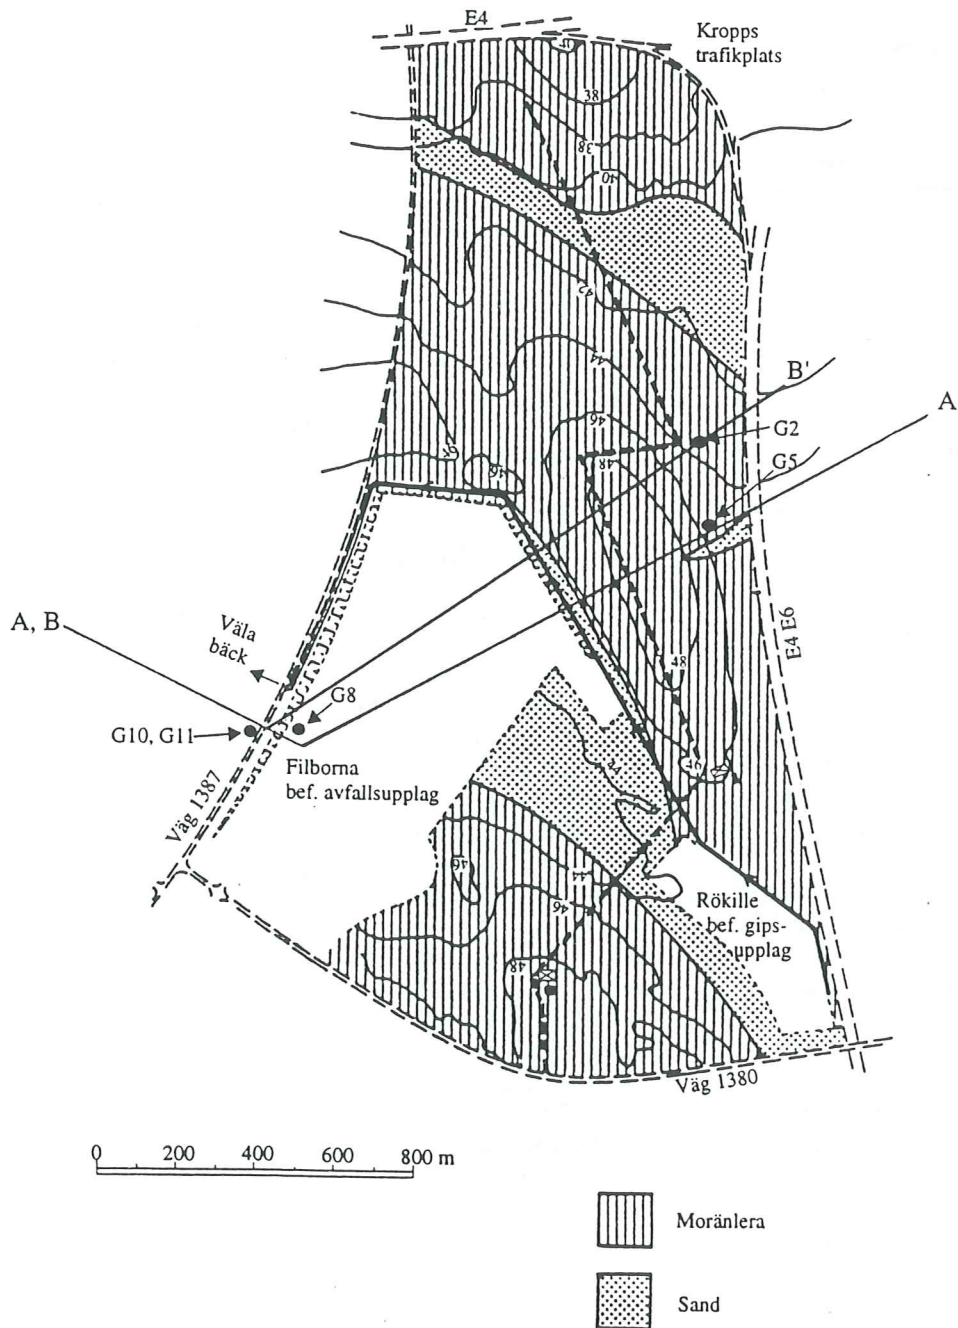 E4
Kropps
trafikplats
38
38
40
42
44
46
48
46
B'
A
G2
G5
A, B
Väla
bäck
G8
G10, G11
Filborna
bef. avfallsupplag
Väg 1387
E4 E6
48
46
44
44
46
46
48
Rökille
bef. gips-
upplag
Väg 1380
0 200 400 600 800 m
Moränlera
Sand